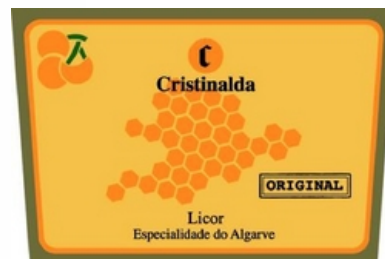 C
Cristinalda
ORIGINAL
Licor
Especialidade do Algarve